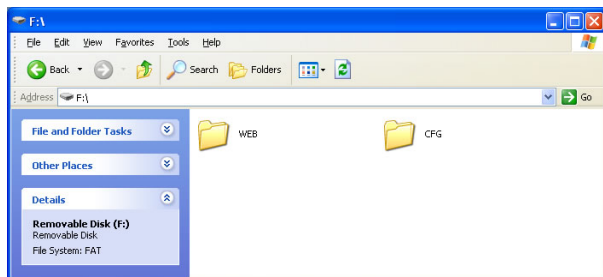 F:\
File Edit View Favorites Tools Help
Back Search Folders
Address F:\ Go
File and Folder Tasks
Other Places
Details
Removable Disk (F:)
Removable Disk
File System: FAT
WEB CFG